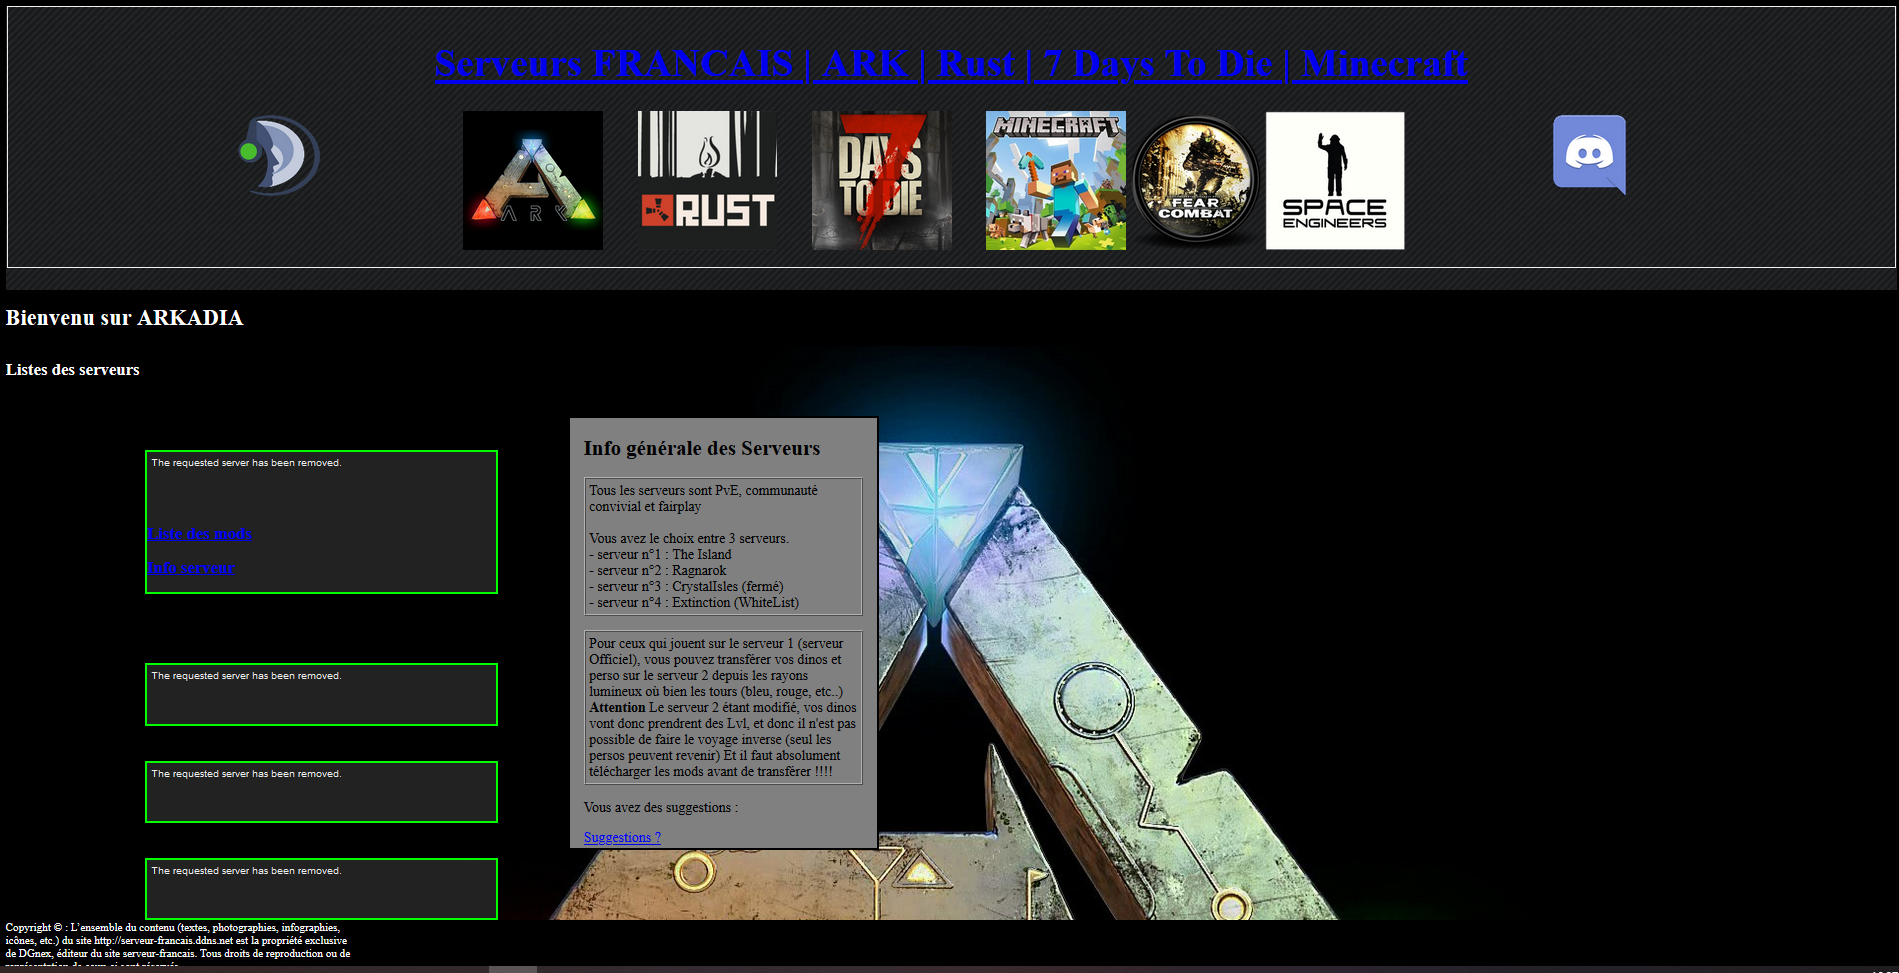 Serveurs FRANCAIS | ARK | Rust | 7 Days To Die | Minecraft
ARK
RUST
7
DAYS
TO DIE
MINECRAFT
FEAR
COMBAT
SPACE
ENGINEERS
Bienvenu sur ARKADIA
Listes des serveurs
The requested server has been removed.
Liste des mods
Info serveur
The requested server has been removed.
The requested server has been removed.
The requested server has been removed.
Info générale des Serveurs
Tous les serveurs sont PvE, communauté
convivial et fairplay
Vous avez le choix entre 3 serveurs.
- serveur n°1 : The Island
- serveur n°2 : Ragnarok
- serveur n°3 : CrystalIsles (fermé)
- serveur n°4 : Extinction (WhiteList)
Pour ceux qui jouent sur le serveur 1 (serveur
Officiel), vous pouvez transférer vos dinos et
perso sur le serveur 2 depuis les rayons
lumineux où bien les tours (bleu, rouge, etc..)
Attention Le serveur 2 étant modifié, vos dinos
vont donc prendrent des Lvl, et donc il n'est pas
possible de faire le voyage inverse (seul les
persos peuvent revenir) Et il faut absolument
télécharger les mods avant de transférer !!!!
Vous avez des suggestions :
Suggestions ?
Copyright © : L'ensemble du contenu (textes, photographies, infographies,
icônes, etc.) du site http://serveur-francais.ddns.net est la propriété exclusive
de DGnex, éditeur du site serveur-francais. Tous droits de reproduction ou de